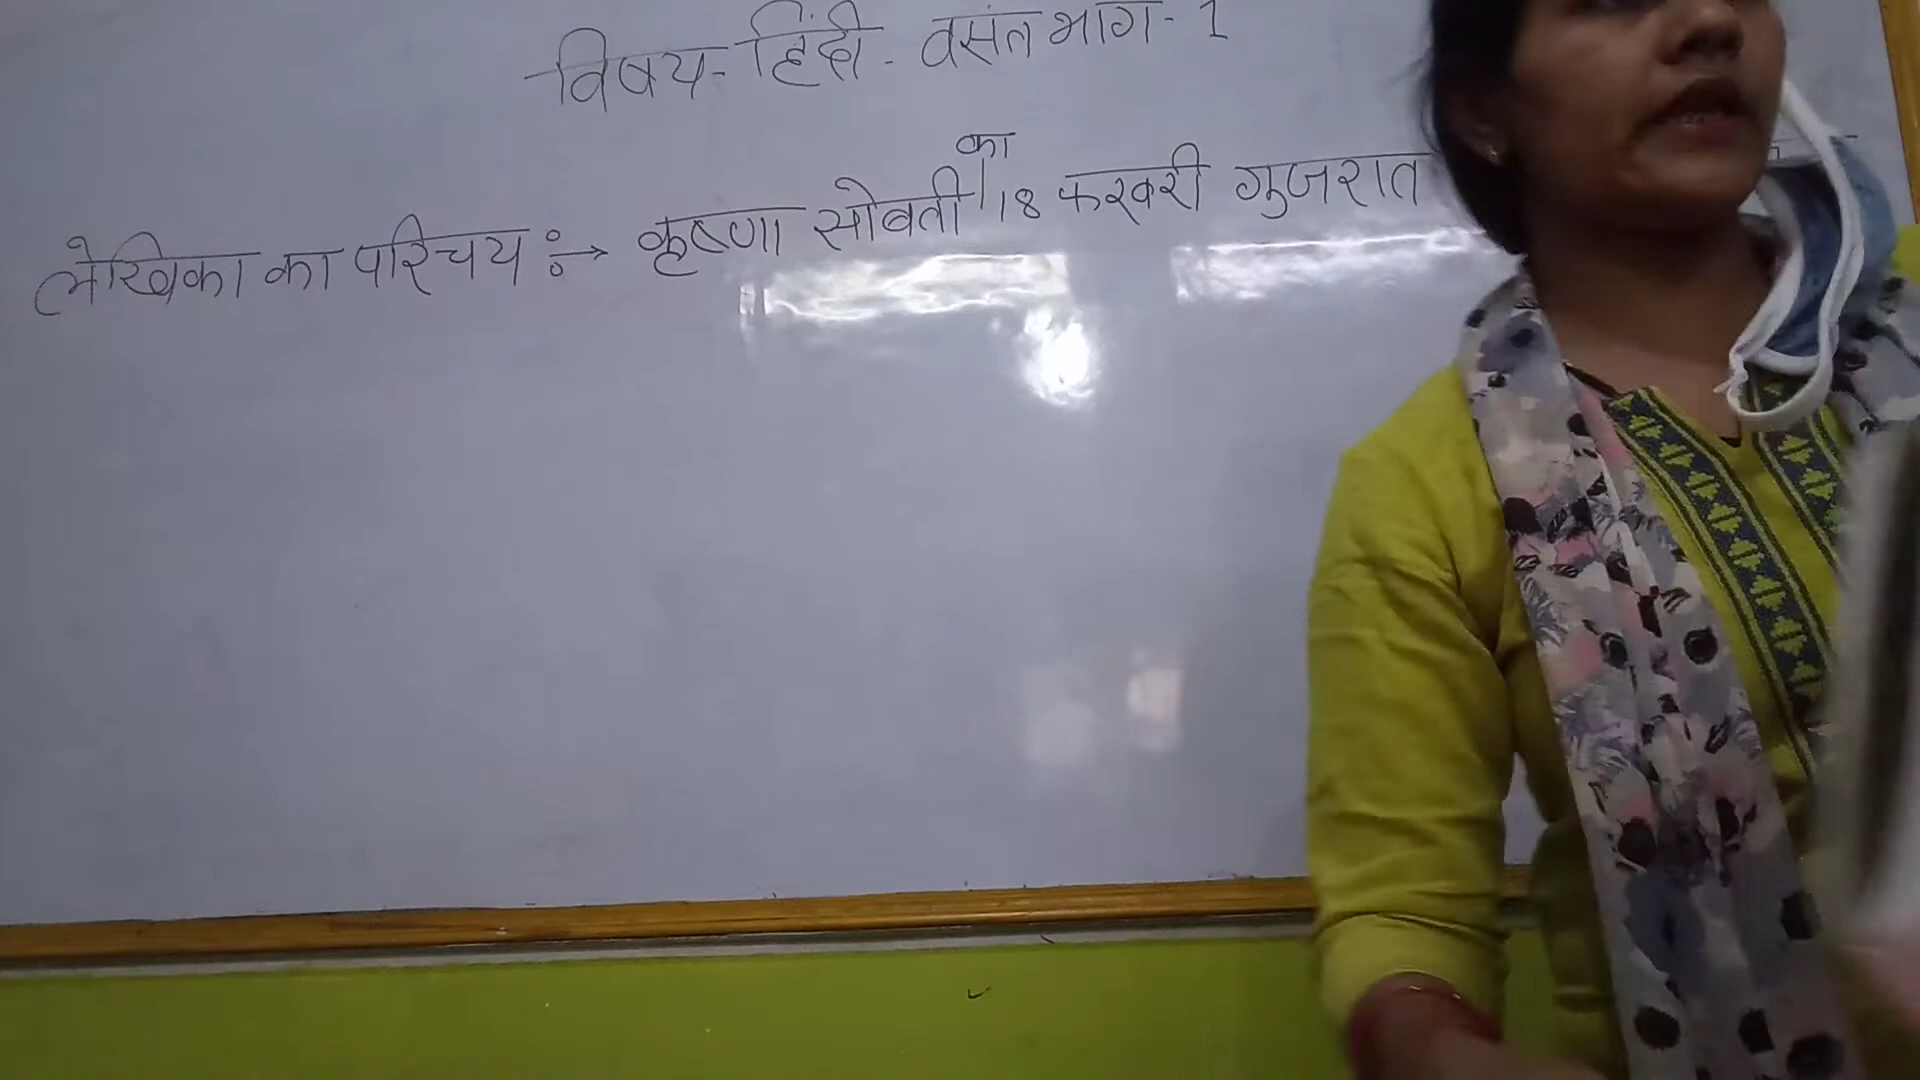 विषय - हिंदी - वसंत भाग - 1
लेखिका का परिचय :→ कृष्णा सोबती का 18 फरवरी गुजरात